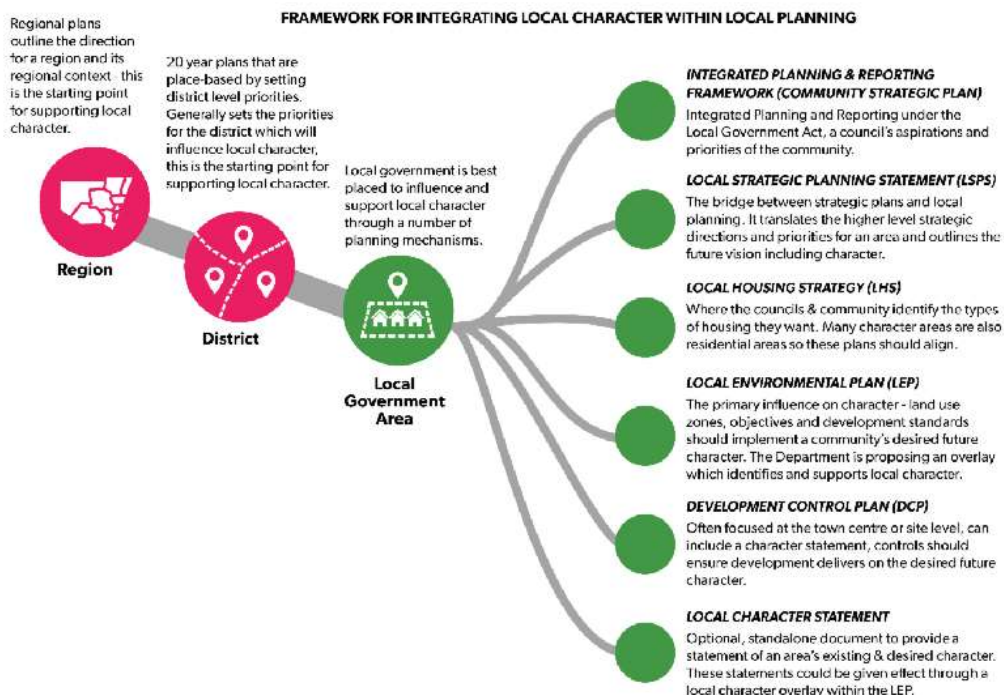 FRAMEWORK FOR INTEGRATING LOCAL CHARACTER WITHIN LOCAL PLANNING
Regional plans
outline the direction
for a region and its
regional context - this
is the starting point
for supporting local
character.
Region
20 year plans that are
place-based by setting
district level priorities.
Generally sets the priorities
for the district which will
influence local character,
this is the starting point for
supporting local character.
District
Local government is best
placed to influence and
support local character
through a number of
planning mechanisms.
Local
Government
Area
INTEGRATED PLANNING & REPORTING
FRAMEWORK (COMMUNITY STRATEGIC PLAN)
Integrated Planning and Reporting under the
Local Government Act, a council's aspirations and
priorities of the community.
LOCAL STRATEGIC PLANNING STATEMENT (LSPS)
The bridge between strategic plans and local
planning. It translates the higher level strategic
directions and priorities for an area and outlines the
future vision including character.
LOCAL HOUSING STRATEGY (LHS)
Where the councils & community identify the types
of housing they want. Many character areas are also
residential areas so these plans should align.
LOCAL ENVIRONMENTAL PLAN (LEP)
The primary influence on character - land use
zones, objectives and development standards
should implement a community's desired future
character. The Department is proposing an overlay
which identifies and supports local character.
DEVELOPMENT CONTROL PLAN (DCP)
Often focused at the town centre or site level, can
include a character statement, controls should
ensure development delivers on the desired future
character.
LOCAL CHARACTER STATEMENT
Optional, standalone document to provide a
statement of an area's existing & desired character.
These statements could be given effect through a
local character overlay within the LEP.